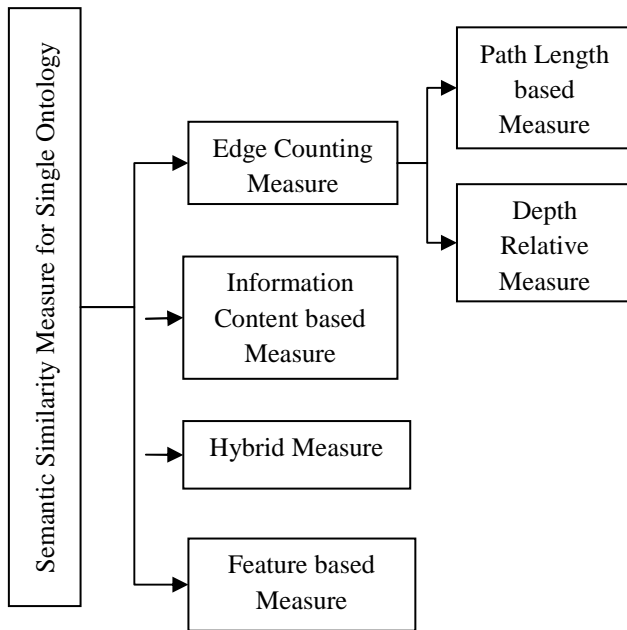 Semantic Similarity Measure for Single Ontology
Edge Counting
Measure
Path Length
based
Measure
Depth
Relative
Measure
Information
Content based
Measure
Hybrid Measure
Feature based
Measure